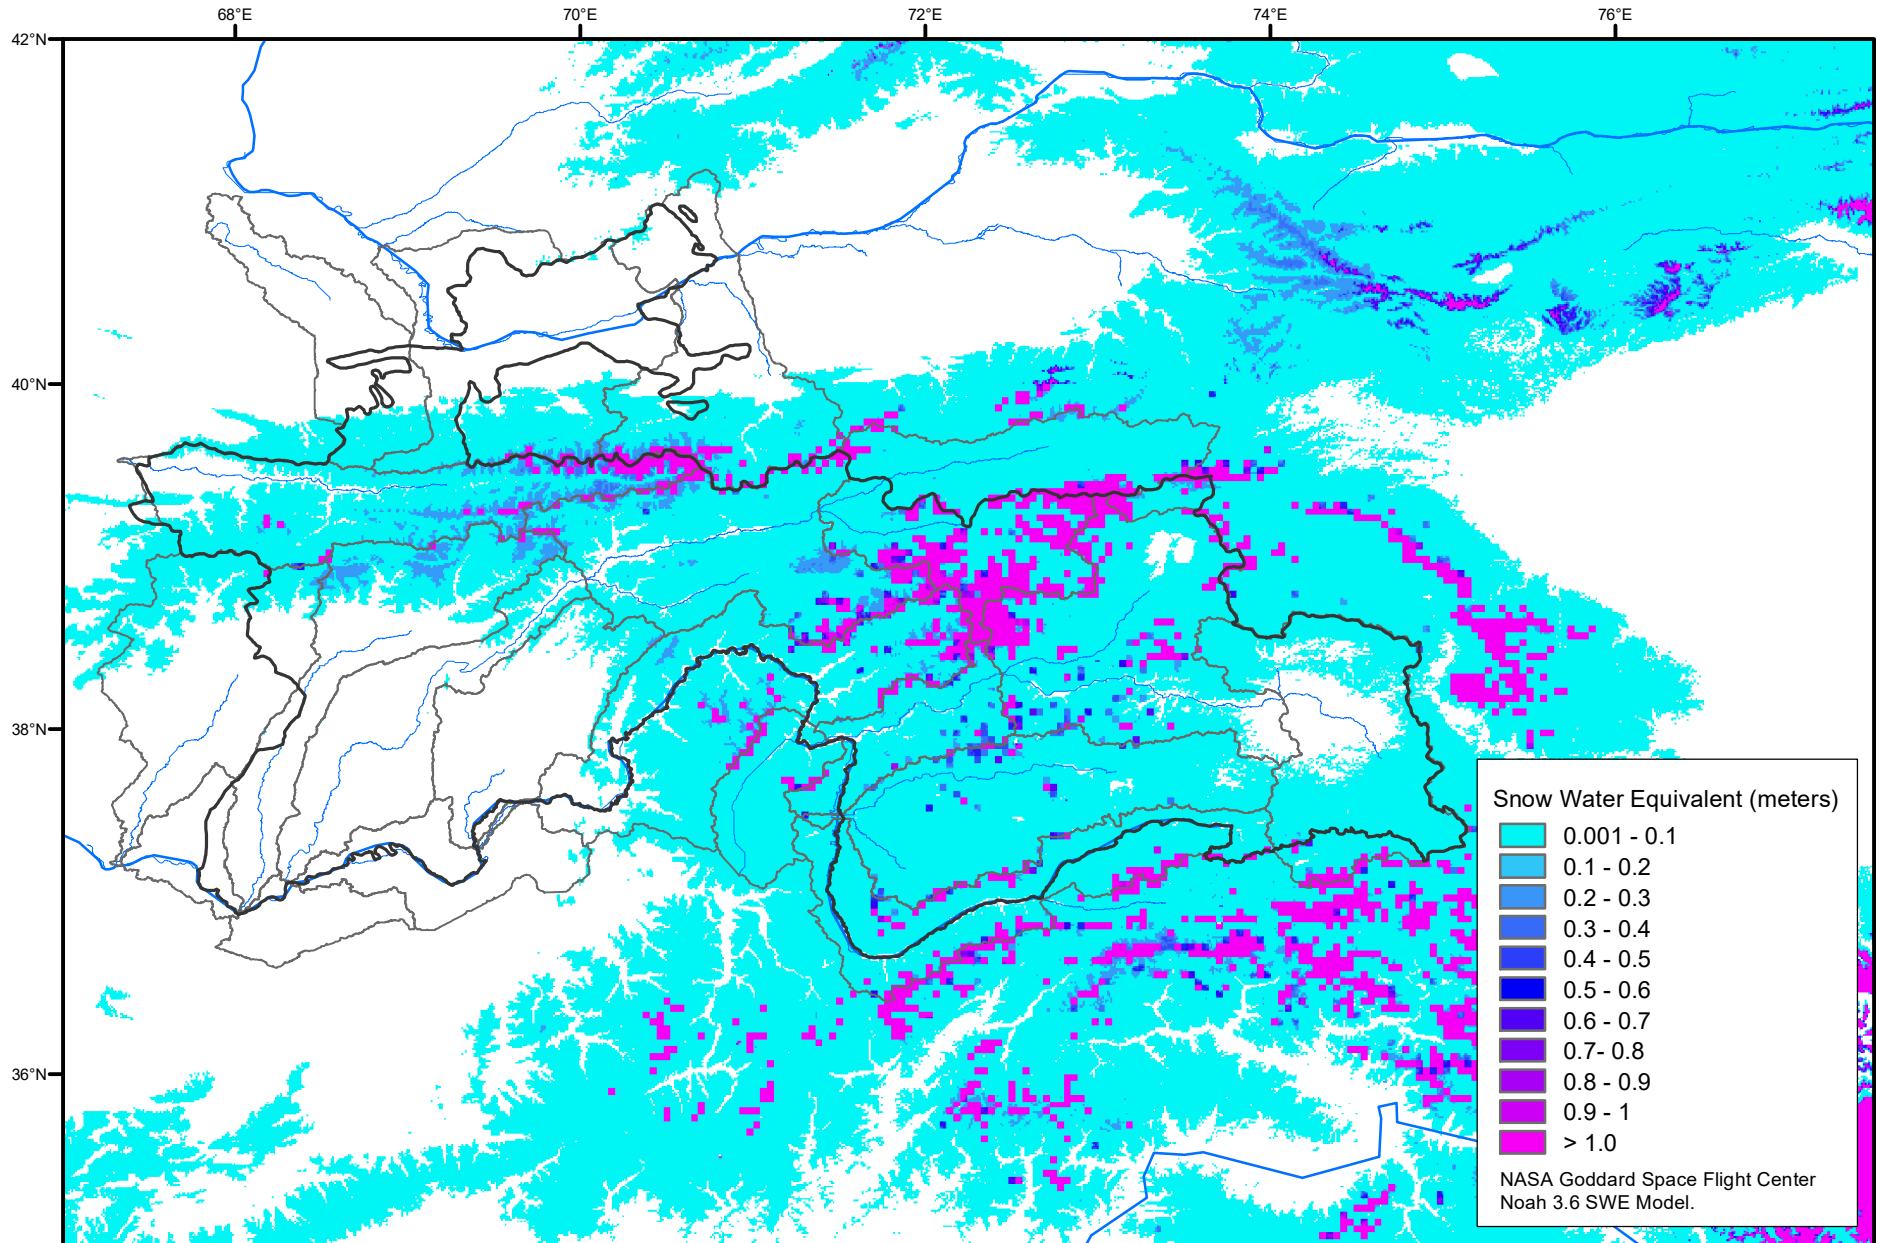 68°E 70°E 72°E 74°E 76°E
42°N
40°N
38°N
36°N
Snow Water Equivalent (meters)
0.001 - 0.1
0.1 - 0.2
0.2 - 0.3
0.3 - 0.4
0.4 - 0.5
0.5 - 0.6
0.6 - 0.7
0.7- 0.8
0.8 - 0.9
0.9 - 1
> 1.0
NASA Goddard Space Flight Center
Noah 3.6 SWE Model.